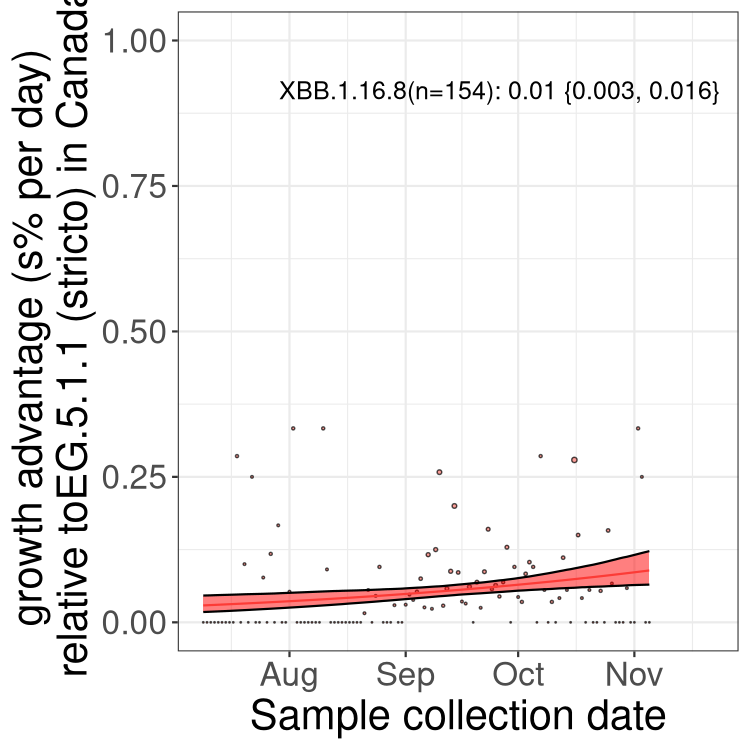 growth advantage (s% per day)
relative toEG.5.1.1 (stricto) in Canada
1.00
0.75
0.50
0.25
0.00
XBB.1.16.8(n=154): 0.01 {0.003, 0.016}
Aug
Sep
Oct
Nov
Sample collection date